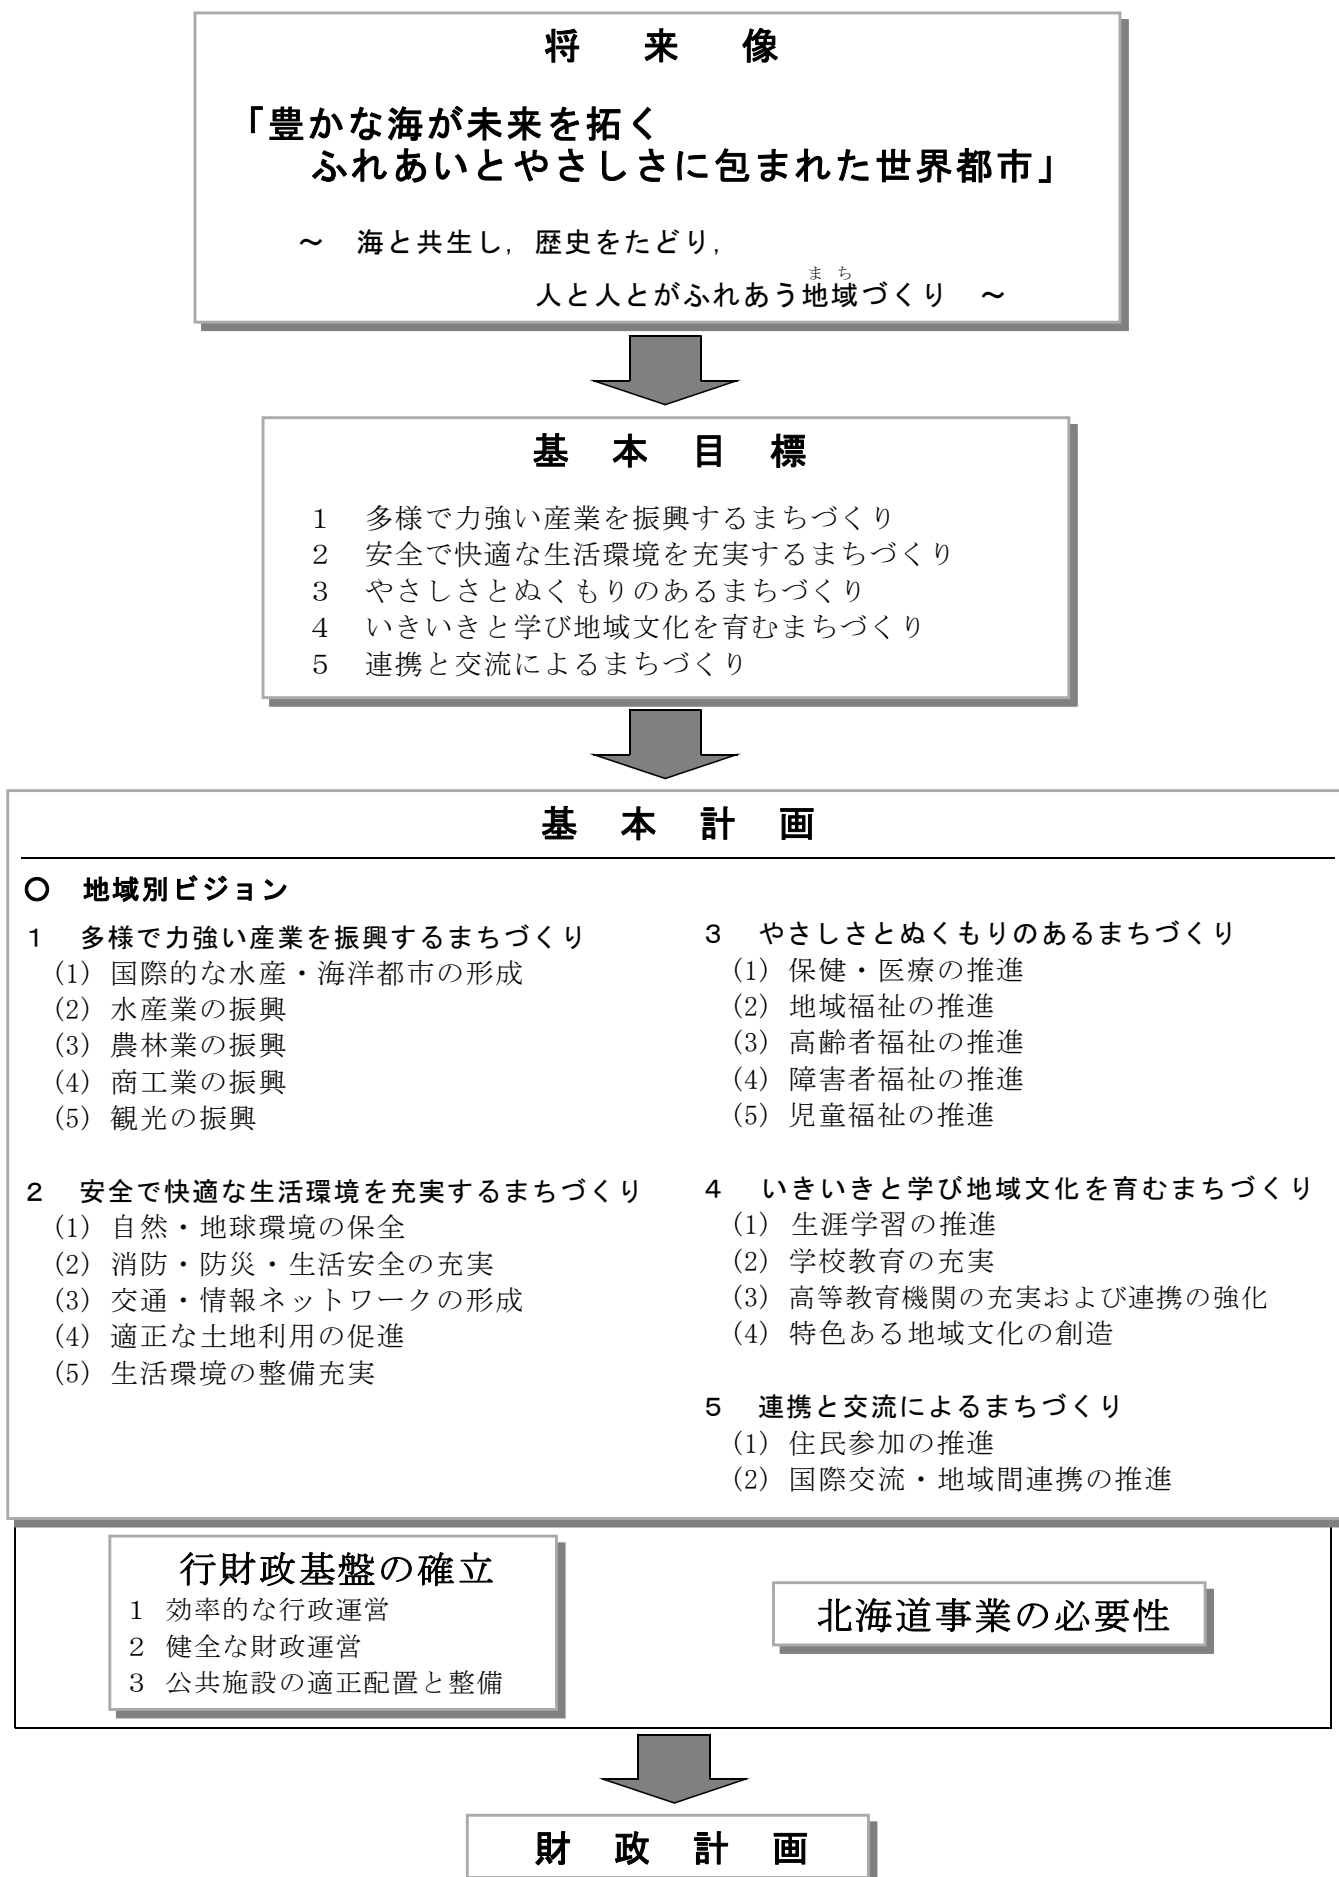 将　来　像
「豊かな海が未来を拓く
ふれあいとやさしさに包まれた世界都市」
～　海と共生し，歴史をたどり，
まち
人と人とがふれあう地域づくり　～
基　本　目　標
１　多様で力強い産業を振興するまちづくり
２　安全で快適な生活環境を充実するまちづくり
３　やさしさとぬくもりのあるまちづくり
４　いきいきと学び地域文化を育むまちづくり
５　連携と交流によるまちづくり
基　本　計　画
○　地域別ビジョン
１　多様で力強い産業を振興するまちづくり
(1) 国際的な水産・海洋都市の形成
(2) 水産業の振興
(3) 農林業の振興
(4) 商工業の振興
(5) 観光の振興
２　安全で快適な生活環境を充実するまちづくり
(1) 自然・地球環境の保全
(2) 消防・防災・生活安全の充実
(3) 交通・情報ネットワークの形成
(4) 適正な土地利用の促進
(5) 生活環境の整備充実
３　やさしさとぬくもりのあるまちづくり
(1) 保健・医療の推進
(2) 地域福祉の推進
(3) 高齢者福祉の推進
(4) 障害者福祉の推進
(5) 児童福祉の推進
４　いきいきと学び地域文化を育むまちづくり
(1) 生涯学習の推進
(2) 学校教育の充実
(3) 高等教育機関の充実および連携の強化
(4) 特色ある地域文化の創造
５　連携と交流によるまちづくり
(1) 住民参加の推進
(2) 国際交流・地域間連携の推進
行財政基盤の確立
１ 効率的な行政運営
２ 健全な財政運営
３ 公共施設の適正配置と整備
北海道事業の必要性
財　政　計　画